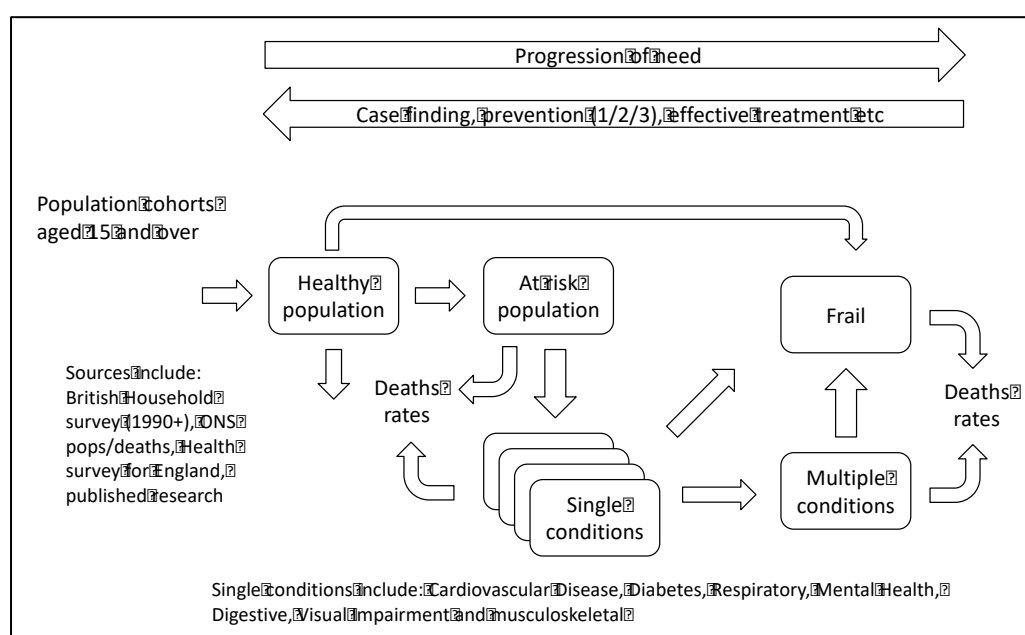 Progression of need
Case finding, prevention (1/2/3), effective treatment etc
Population cohorts
aged 15 and over
Healthy
population
At risk
population
Frail
Sources include:
British Household
survey (1990+), ONS
pops/deaths, Health
survey for England,
published research
Deaths
rates
Deaths
rates
Single
conditions
Multiple
conditions
Single conditions include: Cardiovascular Disease, Diabetes, Respiratory, Mental Health,
Digestive, Visual Impairment and musculoskeletal